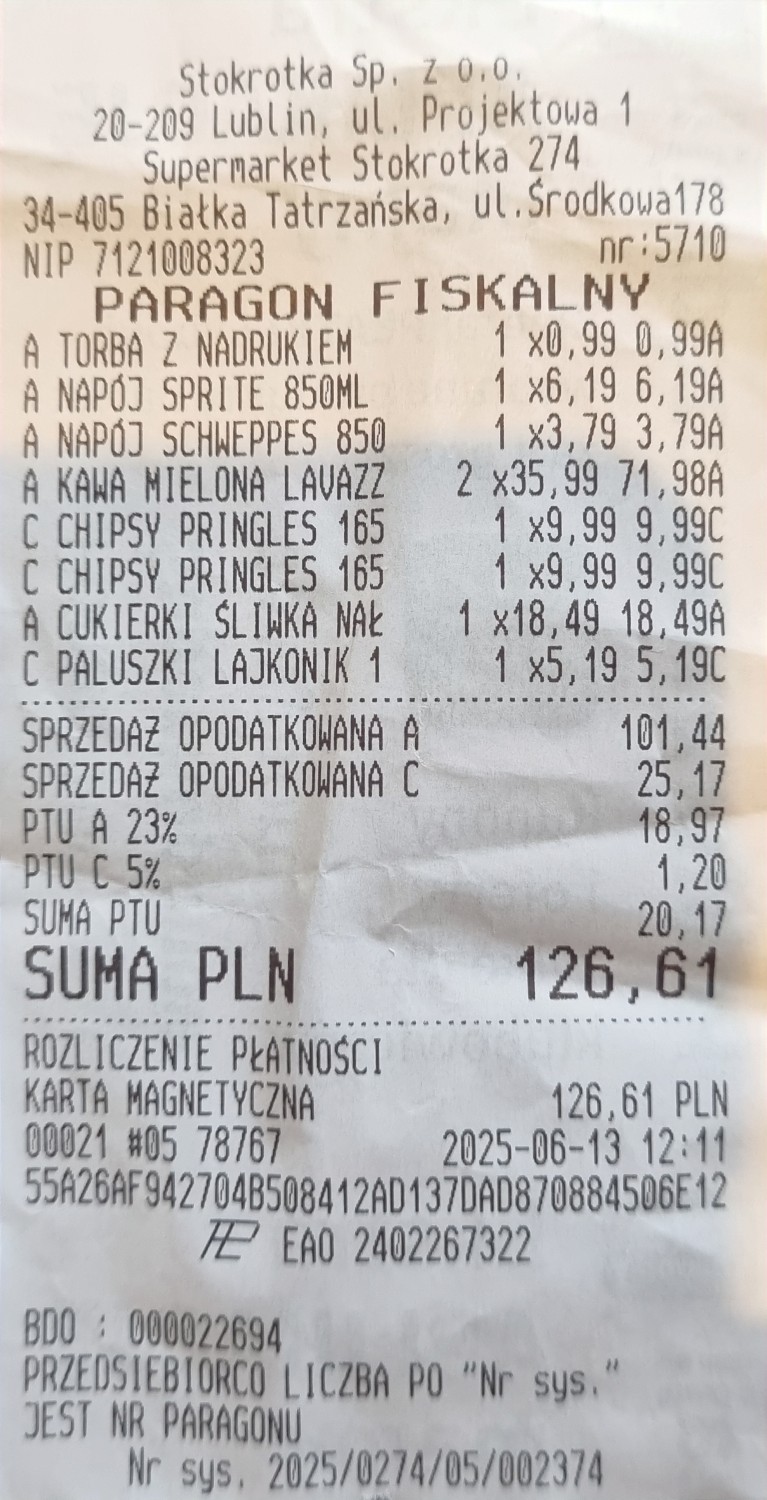 Stokrotka Sp. z o.o.
20-209 Lublin, ul. Projektowa 1
Supermarket Stokrotka 274
34-405 Białka Tatrzańska, ul.Środkowa178
NIP 7121008323 nr:5710
PARAGON FISKALNY
A TORBA Z NADRUKIEM 1 x0,99 0,99A
A NAPÓJ SPRITE 850ML 1 x6,19 6,19A
A NAPÓJ SCHWEPPES 850 1 x3,79 3,79A
A KAWA MIELONA LAVAZZ 2 x35,99 71,98A
C CHIPSY PRINGLES 165 1 x9,99 9,99C
C CHIPSY PRINGLES 165 1 x9,99 9,99C
A CUKIERKI ŚLIWKA NAŁ 1 x18,49 18,49A
C PALUSZKI LAJKONIK 1 1 x5,19 5,19C
SPRZEDAŻ OPODATKOWANA A 101,44
SPRZEDAŻ OPODATKOWANA C 25,17
PTU A 23% 18,97
PTU C 5% 1,20
SUMA PTU 20,17
SUMA PLN 126,61
ROZLICZENIE PŁATNOŚCI
KARTA MAGNETYCZNA 126,61 PLN
00021 #05 78767 2025-06-13 12:11
55A26AF942704B508412AD137DAD870884506E12
EAO 2402267322
BDO : 000022694
PRZEDSIEBIORCO LICZBA PO "Nr sys."
JEST NR PARAGONU
Nr sys. 2025/0274/05/002374